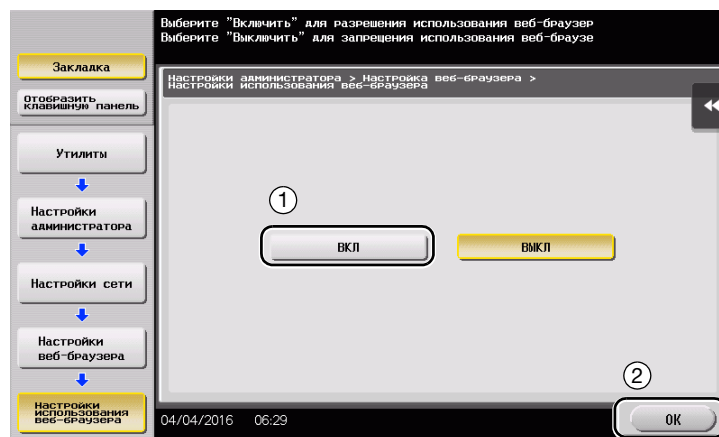 Выберите "Включить" для разрешения использования веб-браузер
Выберите "Выключить" для запрещения использования веб-браузе
Закладка
Отобразить
клавишную панель
Настройки администратора > Настройка веб-браузера >
Настройки использования веб-браузера
Утилиты
Настройки
администратора
Настройки сети
Настройки
веб-браузера
Настройки
использования
веб-браузера
1
ВКЛ
ВЫКЛ
2
04/04/2016 06:29
OK